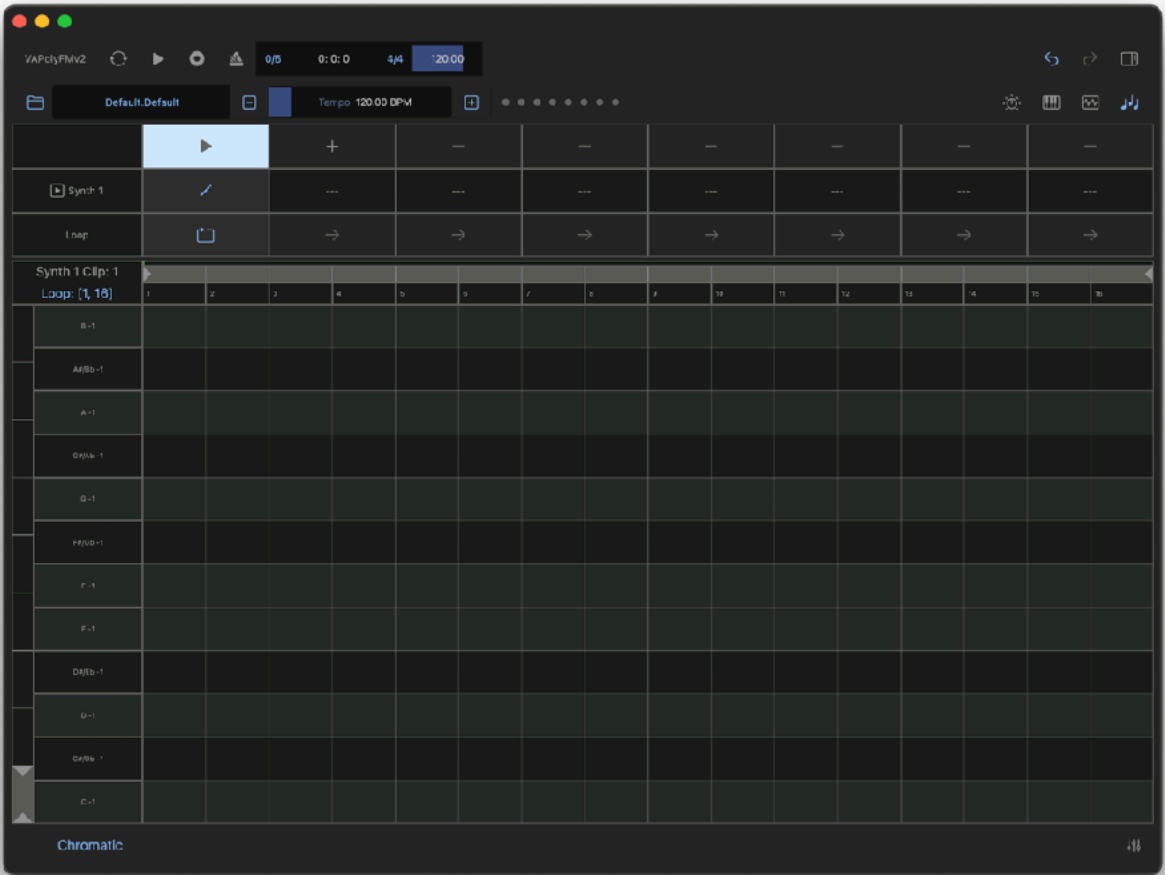 VAPolyFMv2 0/5 0: 0: 0 4/4 120.00
Default.Default Tempo 120.00 BPM
Synth 1
Loop
Synth 1 Clip: 1
Loop: [1, 16]
1 2 3 4 5 6 7 8 9 10 11 12 13 14 15 16
B -1
A#/Bb -1
A -1
G#/Ab -1
G -1
F#/Gb -1
F -1
D#/Eb -1
D -1
C#/Db -1
C -1
Chromatic